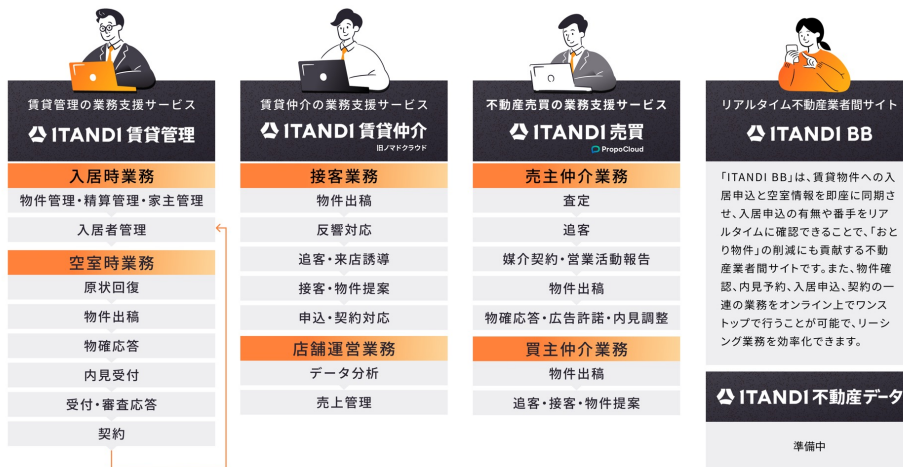 賃貸管理の業務支援サービス
ITANDI 賃貸管理
入居時業務
物件管理・精算管理・家主管理
入居者管理
空室時業務
原状回復
物件出稿
物確応答
内見受付
受付・審査応答
契約
賃貸仲介の業務支援サービス
ITANDI 賃貸仲介
旧ノマドクラウド
接客業務
物件出稿
反響対応
追客・来店誘導
接客・物件提案
申込・契約対応
店舗運営業務
データ分析
売上管理
不動産売買の業務支援サービス
ITANDI 売買
PropoCloud
売主仲介業務
査定
追客
媒介契約・営業活動報告
物件出稿
物確応答・広告許諾・内見調整
買主仲介業務
物件出稿
追客・接客・物件提案
リアルタイム不動産業者間サイト
ITANDI BB
「ITANDI BB」は、賃貸物件への入
居申込と空室情報を即座に同期さ
せ、入居申込の有無や番手をリア
ルタイムに確認できることで、「おと
り物件」の削減にも貢献する不動
産業者間サイトです。また、物件確
認、内見予約、入居申込、契約の一
連の業務をオンライン上でワンス
トップで行うことが可能で、リーシ
ング業務を効率化できます。
ITANDI 不動産データ
準備中